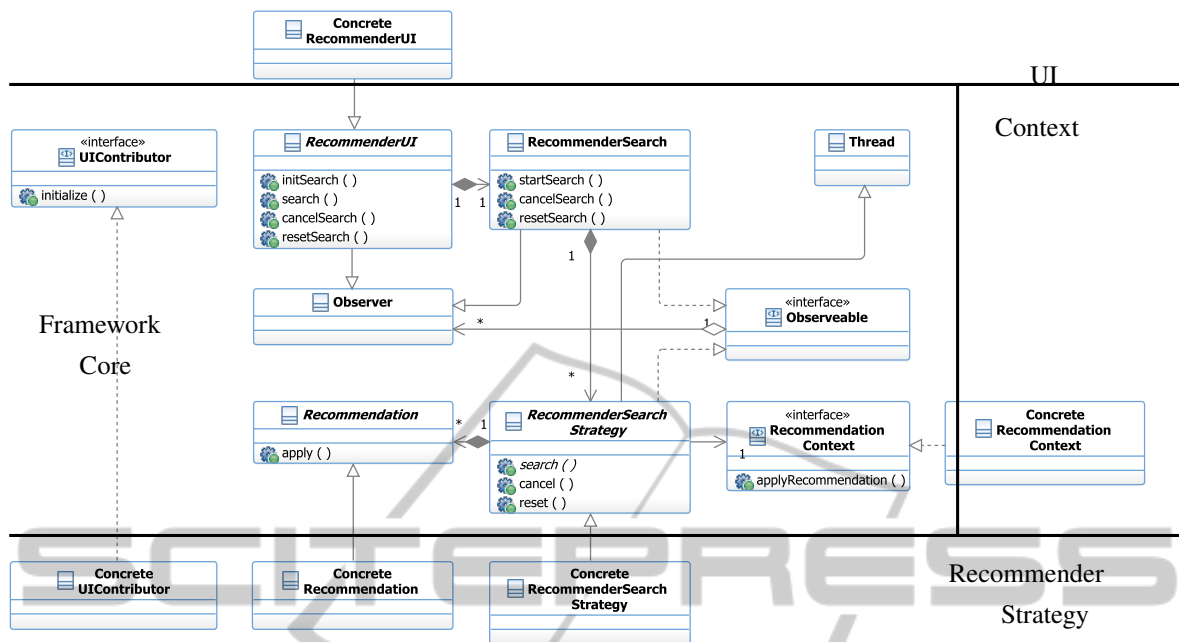 Concrete
RecommenderUI
UI
Context
«interface»
UIContributor
initialize ( )
RecommenderUI
initSearch ( )
search ( )
cancelSearch ( )
resetSearch ( )
1
1
RecommenderSearch
startSearch ( )
cancelSearch ( )
resetSearch ( )
1
Thread
Framework
Core
Observer
*
1
«interface»
Observeable
*
Recommendation
apply ( )
*
1
RecommenderSearch
Strategy
search ( )
cancel ( )
reset ( )
«interface»
Recommendation
Context
1
applyRecommendation ( )
Concrete
Recommendation
Context
SCITEPRESS
Concrete
UIContributor
Concrete
Recommendation
Concrete
RecommenderSearch
Strategy
Recommender
Strategy